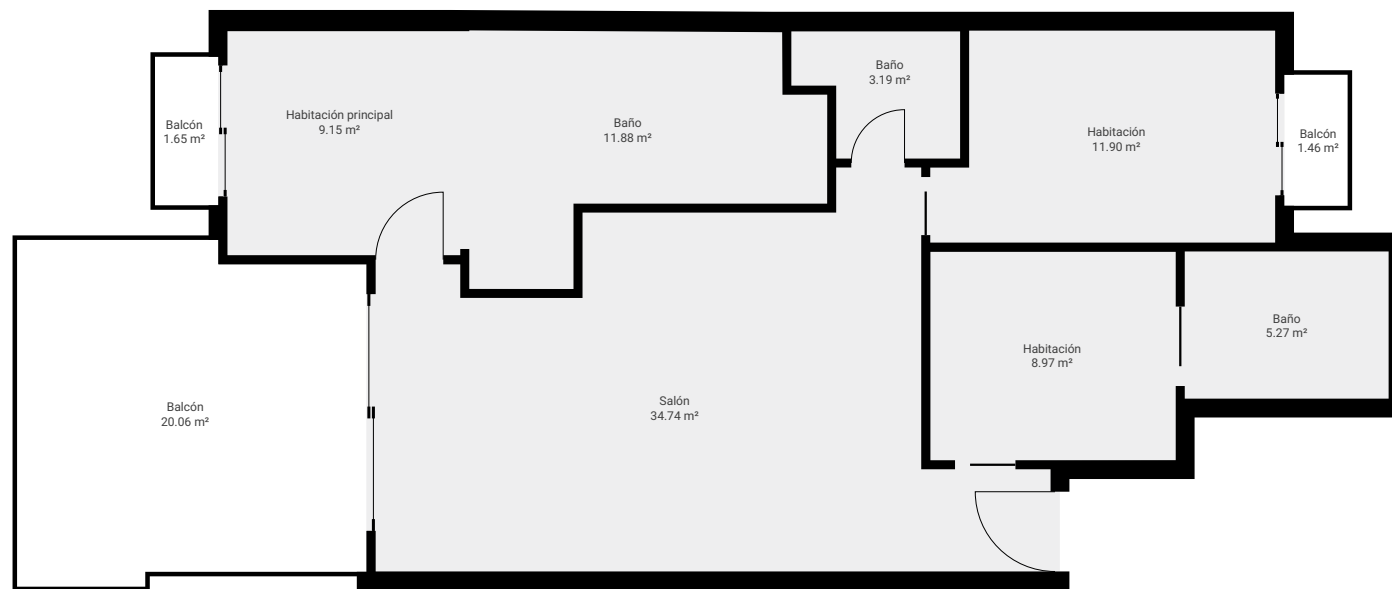 Baño
3.19 m²
Habitación principal
9.15 m²
Balcón
1.65 m²
Baño
11.88 m²
Habitación
11.90 m²
Balcón
1.46 m²
Baño
5.27 m²
Habitación
8.97 m²
Salón
34.74 m²
Balcón
20.06 m²